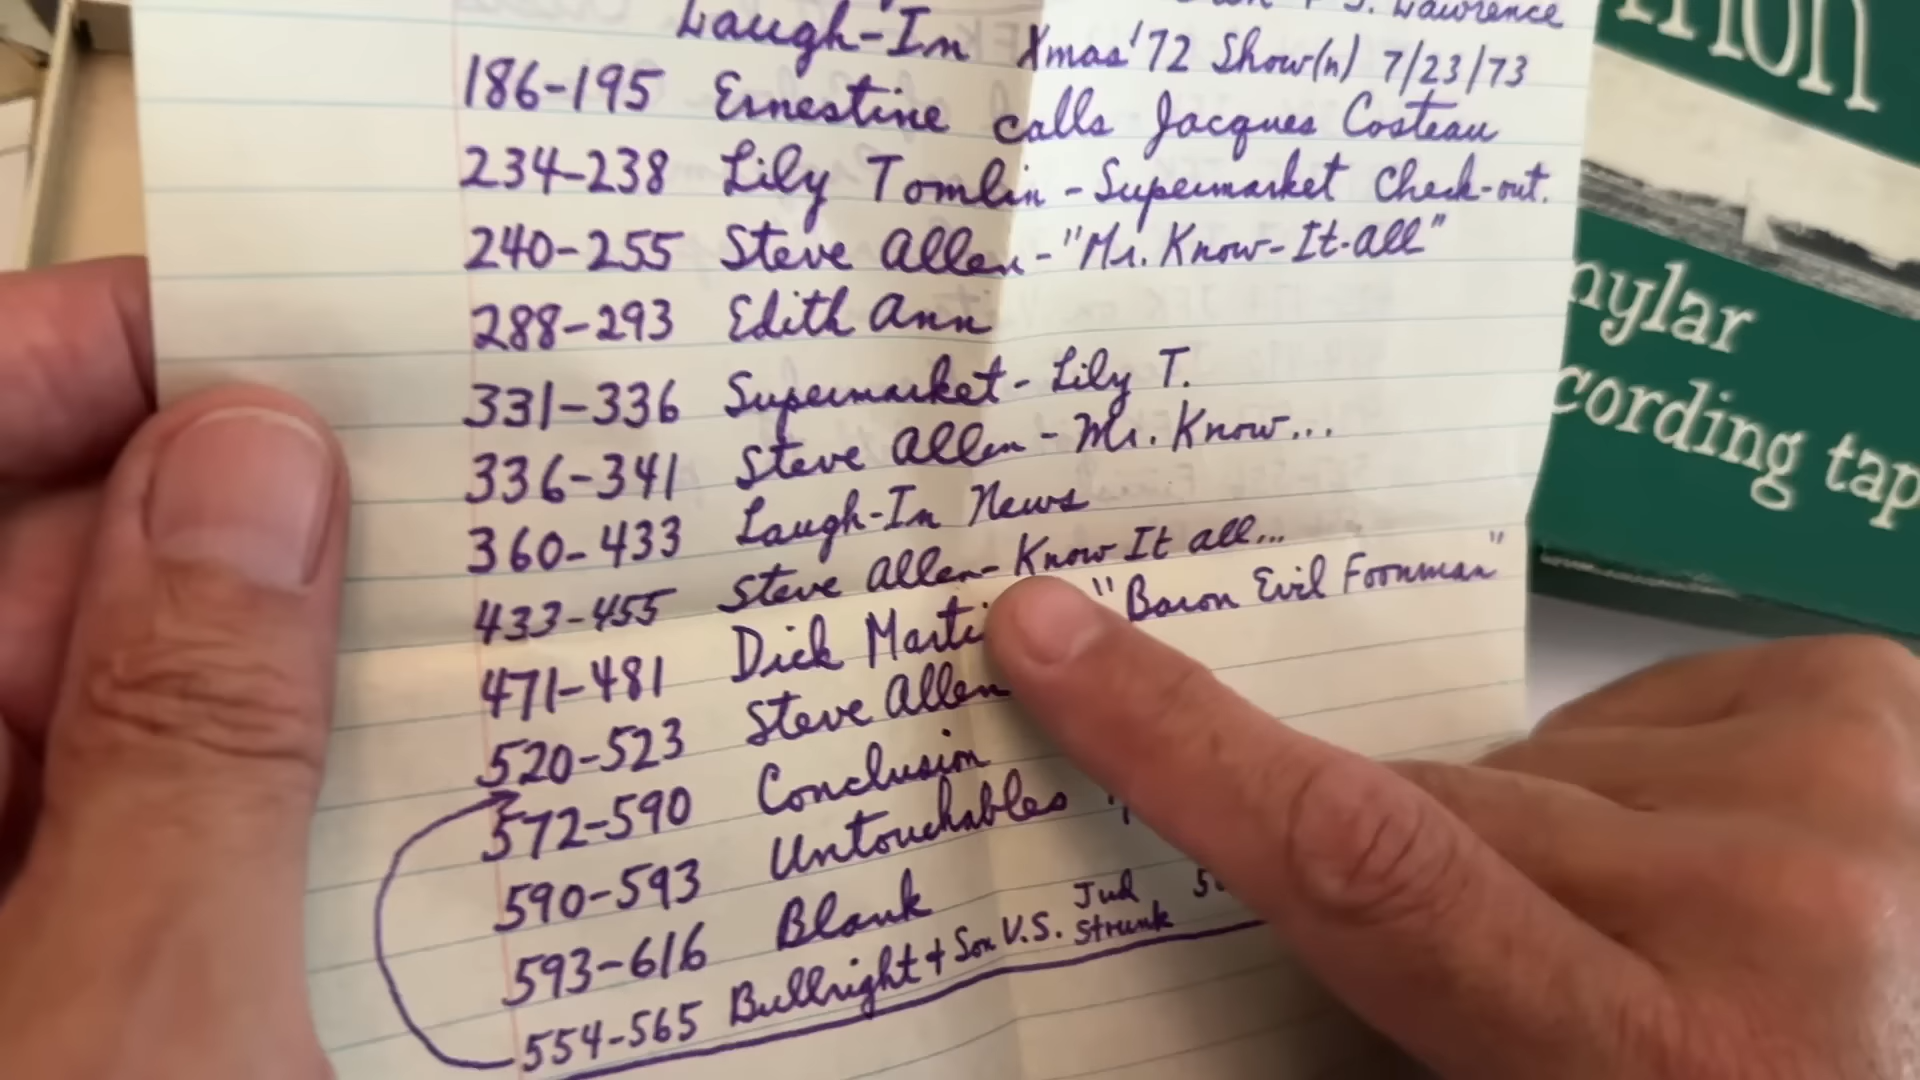 J. Lawrence
Laugh-In Xmas '72 Show(n) 7/23/73
186-195 Ernestine calls Jacques Costeau
234-238 Lily Tomlin - Supermarket Check-out.
240-255 Steve Allen - "Mr. Know-It-All"
288-293 Edith Ann
331-336 Supermarket - Lily T.
336-341 Steve Allen - Mr. Know...
360-433 Laugh-In News
433-455 Steve Allen - Know It all...
471-481 Dick Marti "Baron Evil Foonman"
520-523 Steve Allen
572-590 Conclusion
590-593 Untouchables
593-616 Blank
554-565 Bullright + Son V.S. Jud Strunk
mylar
cording tap